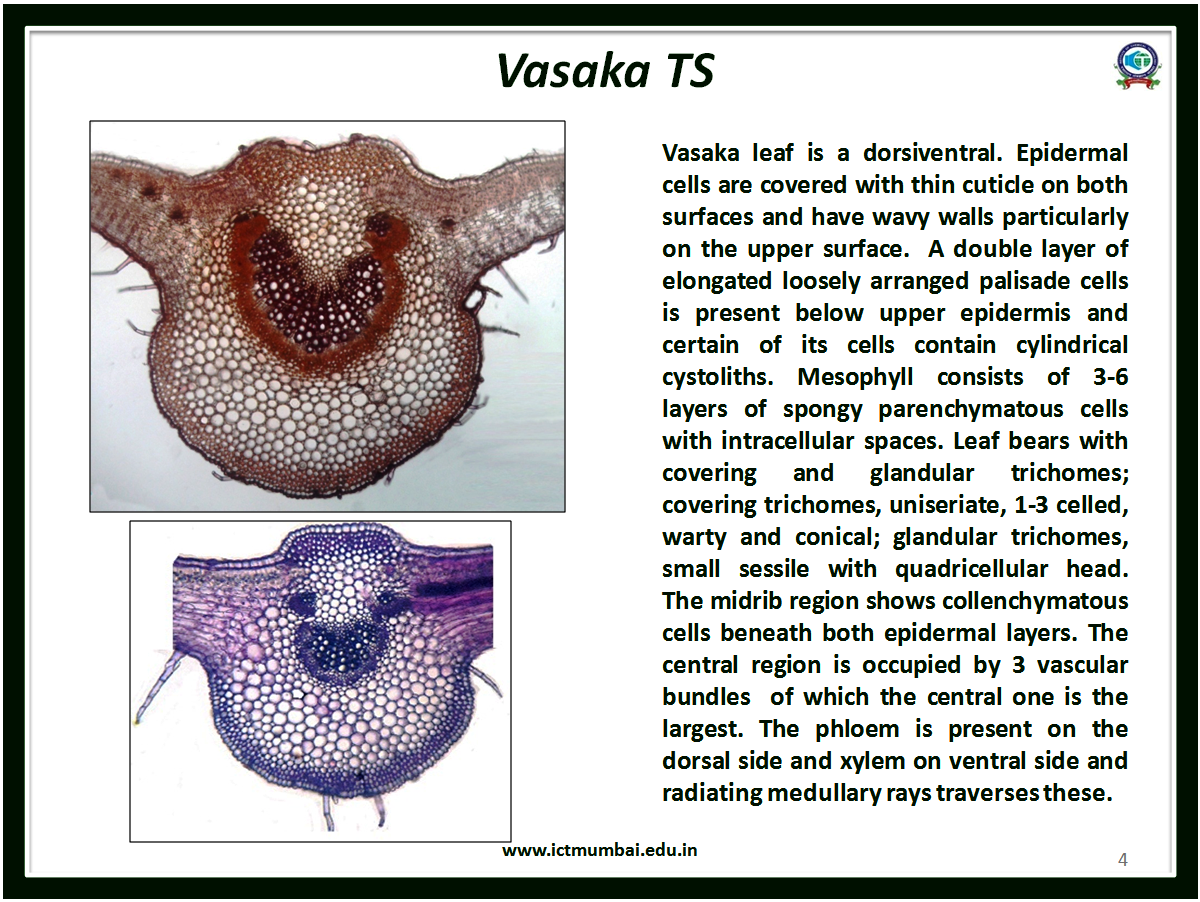 Vasaka TS
Vasaka leaf is a dorsiventral. Epidermal
cells are covered with thin cuticle on both
surfaces and have wavy walls particularly
on the upper surface. A double layer of
elongated loosely arranged palisade cells
is present below upper epidermis and
certain of its cells contain cylindrical
cystoliths. Mesophyll consists of 3-6
layers of spongy parenchymatous cells
with intracellular spaces. Leaf bears with
covering and glandular trichomes;
covering trichomes, uniseriate, 1-3 celled,
warty and conical; glandular trichomes,
small sessile with quadricellular head.
The midrib region shows collenchymatous
cells beneath both epidermal layers. The
central region is occupied by 3 vascular
bundles of which the central one is the
largest. The phloem is present on the
dorsal side and xylem on ventral side and
radiating medullary rays traverses these.
www.ictmumbai.edu.in
4